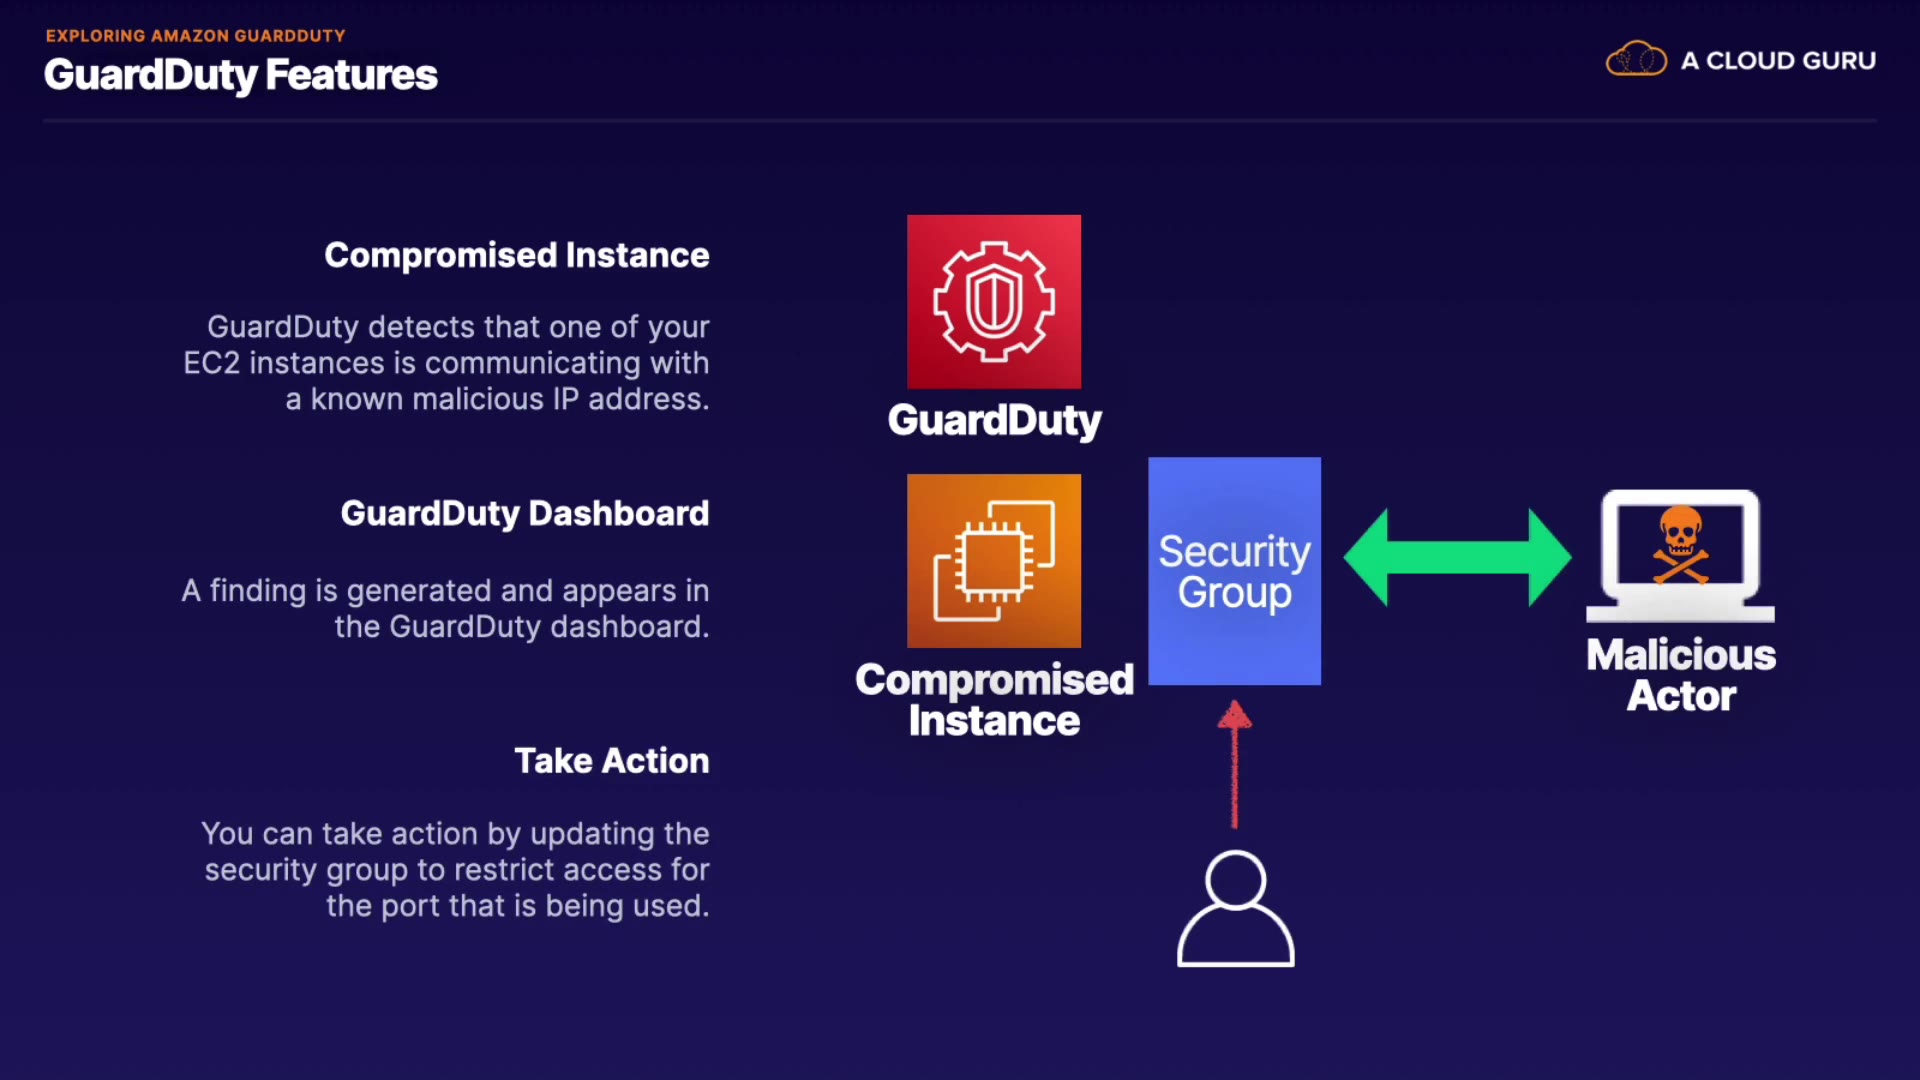 EXPLORING AMAZON GUARDDUTY
GuardDuty Features
A CLOUD GURU
Compromised Instance
GuardDuty detects that one of your
EC2 instances is communicating with
a known malicious IP address.
GuardDuty Dashboard
A finding is generated and appears in
the GuardDuty dashboard.
Take Action
You can take action by updating the
security group to restrict access for
the port that is being used.
GuardDuty
Compromised
Instance
Security
Group
Malicious
Actor